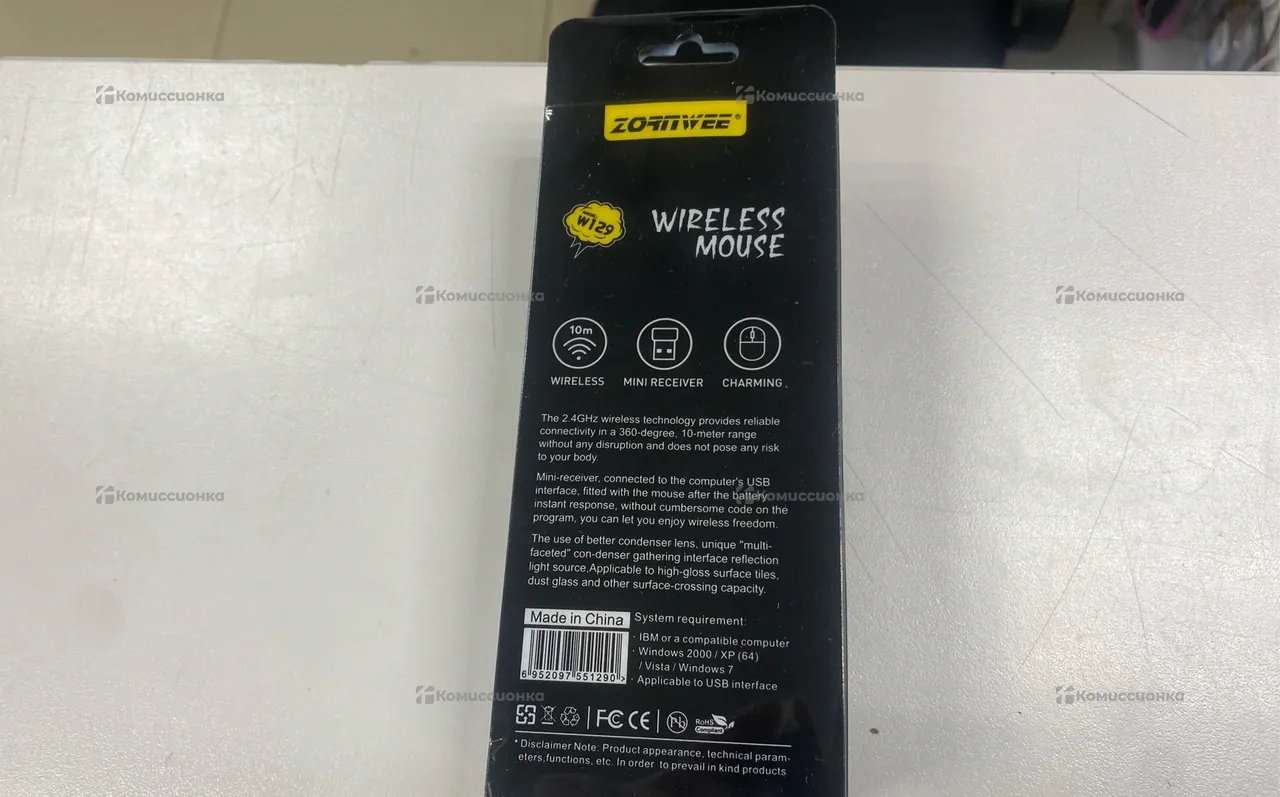 ZORNWEE®
MODEL:
W129
WIRELESS
MOUSE
10m
WIRELESS
MINI RECEIVER
CHARMING
The 2.4GHz wireless technology provides reliable
connectivity in a 360-degree, 10-meter range
without any disruption and does not pose any risk
to your body.
Mini-receiver, connected to the computer's USB
interface, fitted with the mouse after the battery
instant response, without cumbersome code on the
program, you can let you enjoy wireless freedom.
The use of better condenser lens, unique "multi-
faceted" con-denser gathering interface reflection
light source,Applicable to high-gloss surface tiles,
dust glass and other surface-crossing capacity.
Made in China
6 952097 551290 >
System requirement:
· IBM or a compatible computer
· Windows 2000 / XP (64)
/ Vista / Windows 7
· Applicable to USB interface
FC CE
Pb
RoHS
Compliant
* Disclaimer Note: Product appearance, technical param-
eters,functions, etc. In order to prevail in kind products
Комиссионка
Комиссионка
Комиссионка
Комиссионка
Комиссионка
Комиссионка
Комиссионка
Комиссионка